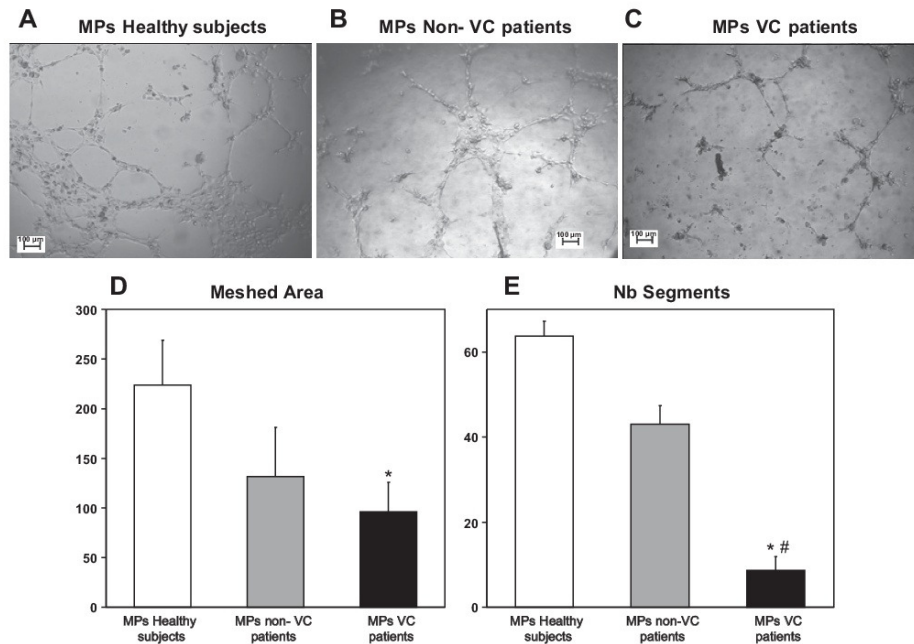 A MPs Healthy subjects
B MPs Non- VC patients
C MPs VC patients
100 µm
100 µm
100 µm
D Meshed Area
300
250
200
150
100
50
0
*
MPs Healthy subjects
MPs non- VC patients
MPs VC patients
E Nb Segments
60
40
20
0
* #
MPs Healthy subjects
MPs non-VC patients
MPs VC patients